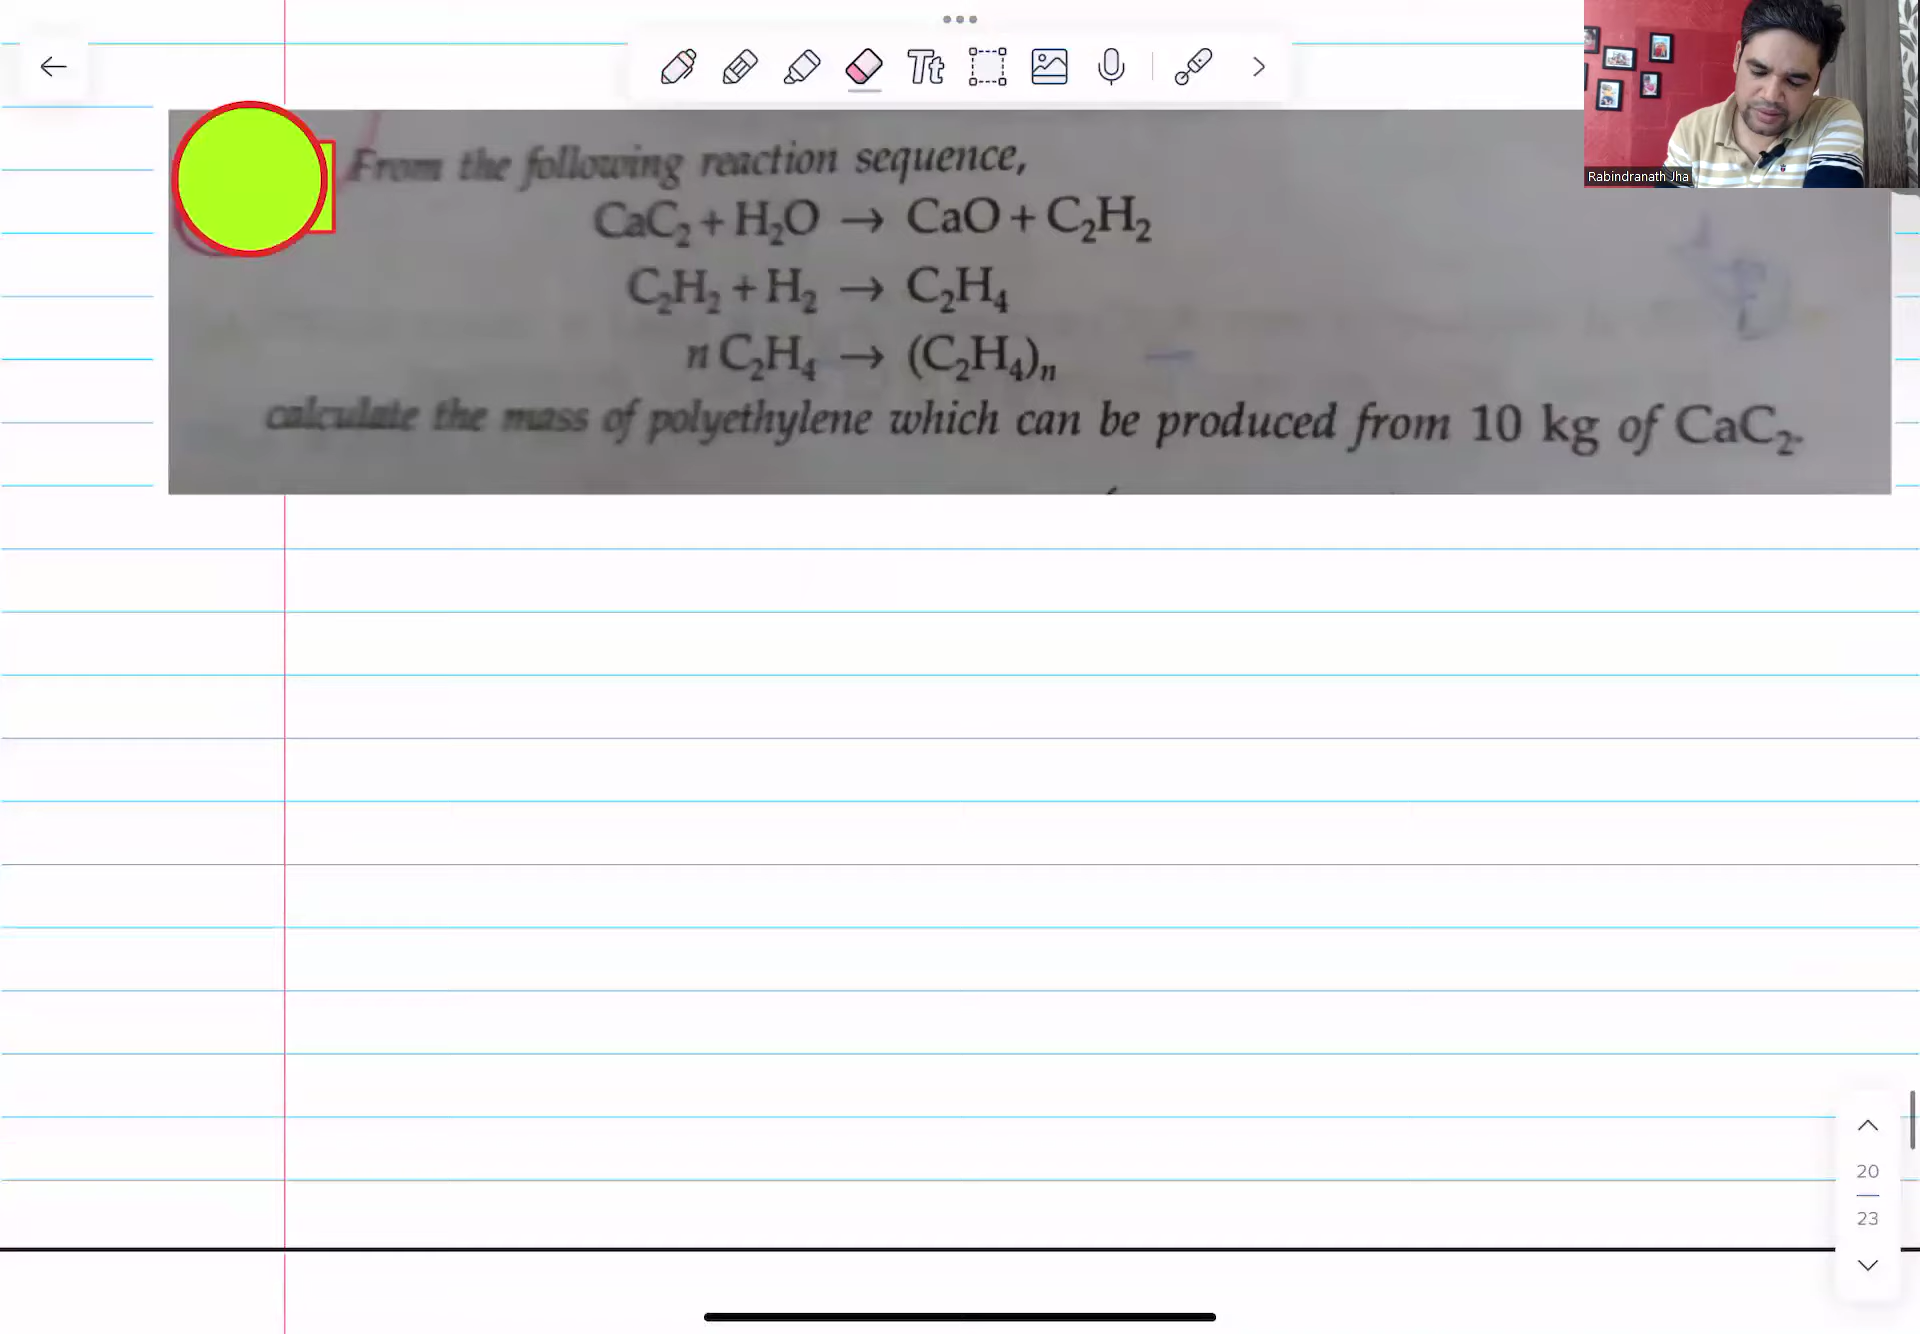 Tt
Rabindranath Jha
From the following reaction sequence,
CaC₂ + H₂O → CaO + C₂H₂
C₂H₂ + H₂ → C₂H₄
n C₂H₄ → (C₂H₄)ₙ
calculate the mass of polyethylene which can be produced from 10 kg of CaC₂.
20
23